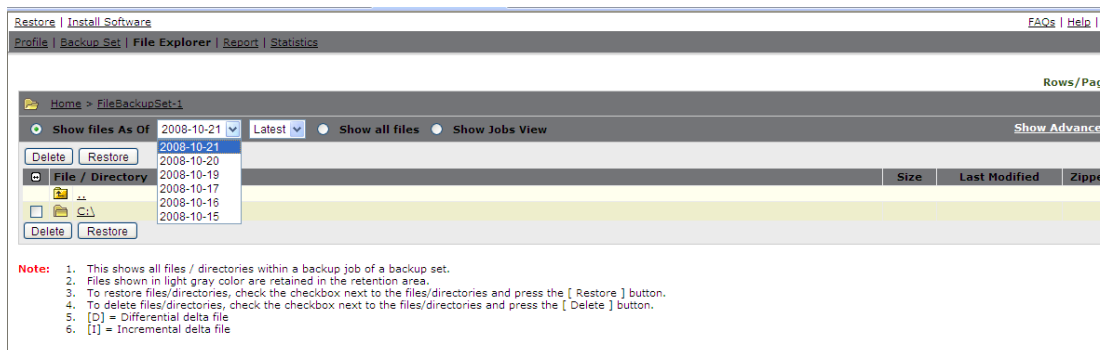 Restore | Install Software FAQs | Help |
Profile | Backup Set | File Explorer | Report | Statistics
Rows/Pag
Home > FileBackupSet-1
Show files As Of 2008-10-21 Latest Show all files Show Jobs View Show Advance
2008-10-21
Delete Restore
2008-10-20
2008-10-19
File / Directory Size Last Modified Zippe
2008-10-17
..
2008-10-16
C:\
2008-10-15
Delete Restore
Note: 1. This shows all files / directories within a backup job of a backup set.
2. Files shown in light gray color are retained in the retention area.
3. To restore files/directories, check the checkbox next to the files/directories and press the [ Restore ] button.
4. To delete files/directories, check the checkbox next to the files/directories and press the [ Delete ] button.
5. [D] = Differential delta file
6. [I] = Incremental delta file